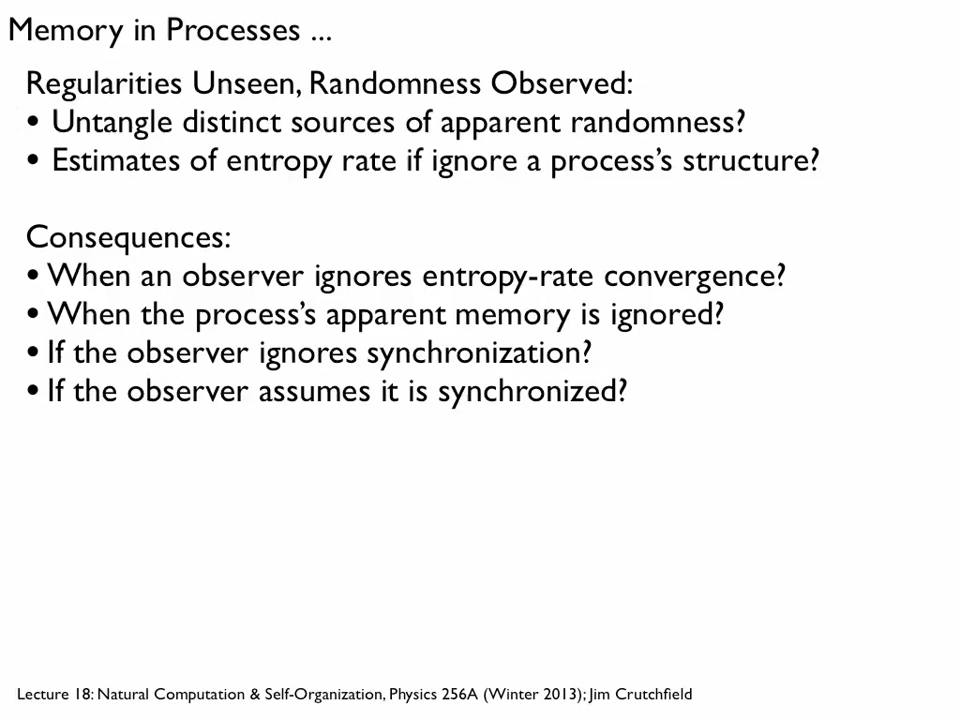 Memory in Processes ...
Regularities Unseen, Randomness Observed:
• Untangle distinct sources of apparent randomness?
• Estimates of entropy rate if ignore a process's structure?
Consequences:
• When an observer ignores entropy-rate convergence?
• When the process's apparent memory is ignored?
• If the observer ignores synchronization?
• If the observer assumes it is synchronized?
Lecture 18: Natural Computation & Self-Organization, Physics 256A (Winter 2013); Jim Crutchfield